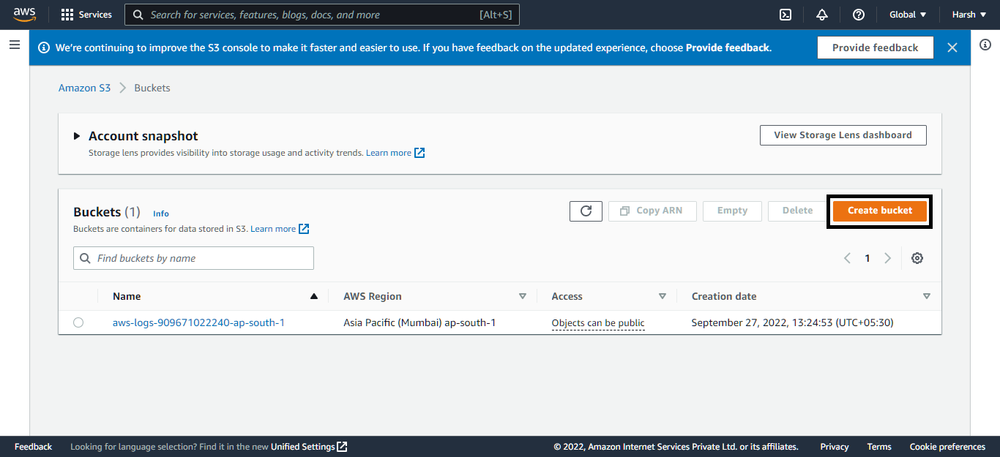 aws Services Search for services, features, blogs, docs, and more [Alt+S] Global Harsh
We're continuing to improve the S3 console to make it faster and easier to use. If you have feedback on the updated experience, choose Provide feedback. Provide feedback
Amazon S3 Buckets
Account snapshot View Storage Lens dashboard
Storage lens provides visibility into storage usage and activity trends. Learn more
Buckets (1) Info Copy ARN Empty Delete Create bucket
Buckets are containers for data stored in S3. Learn more
Find buckets by name 1
Name AWS Region Access Creation date
aws-logs-909671022240-ap-south-1 Asia Pacific (Mumbai) ap-south-1 Objects can be public September 27, 2022, 13:24:53 (UTC+05:30)
Feedback Looking for language selection? Find it in the new Unified Settings © 2022, Amazon Internet Services Private Ltd. or its affiliates. Privacy Terms Cookie preferences